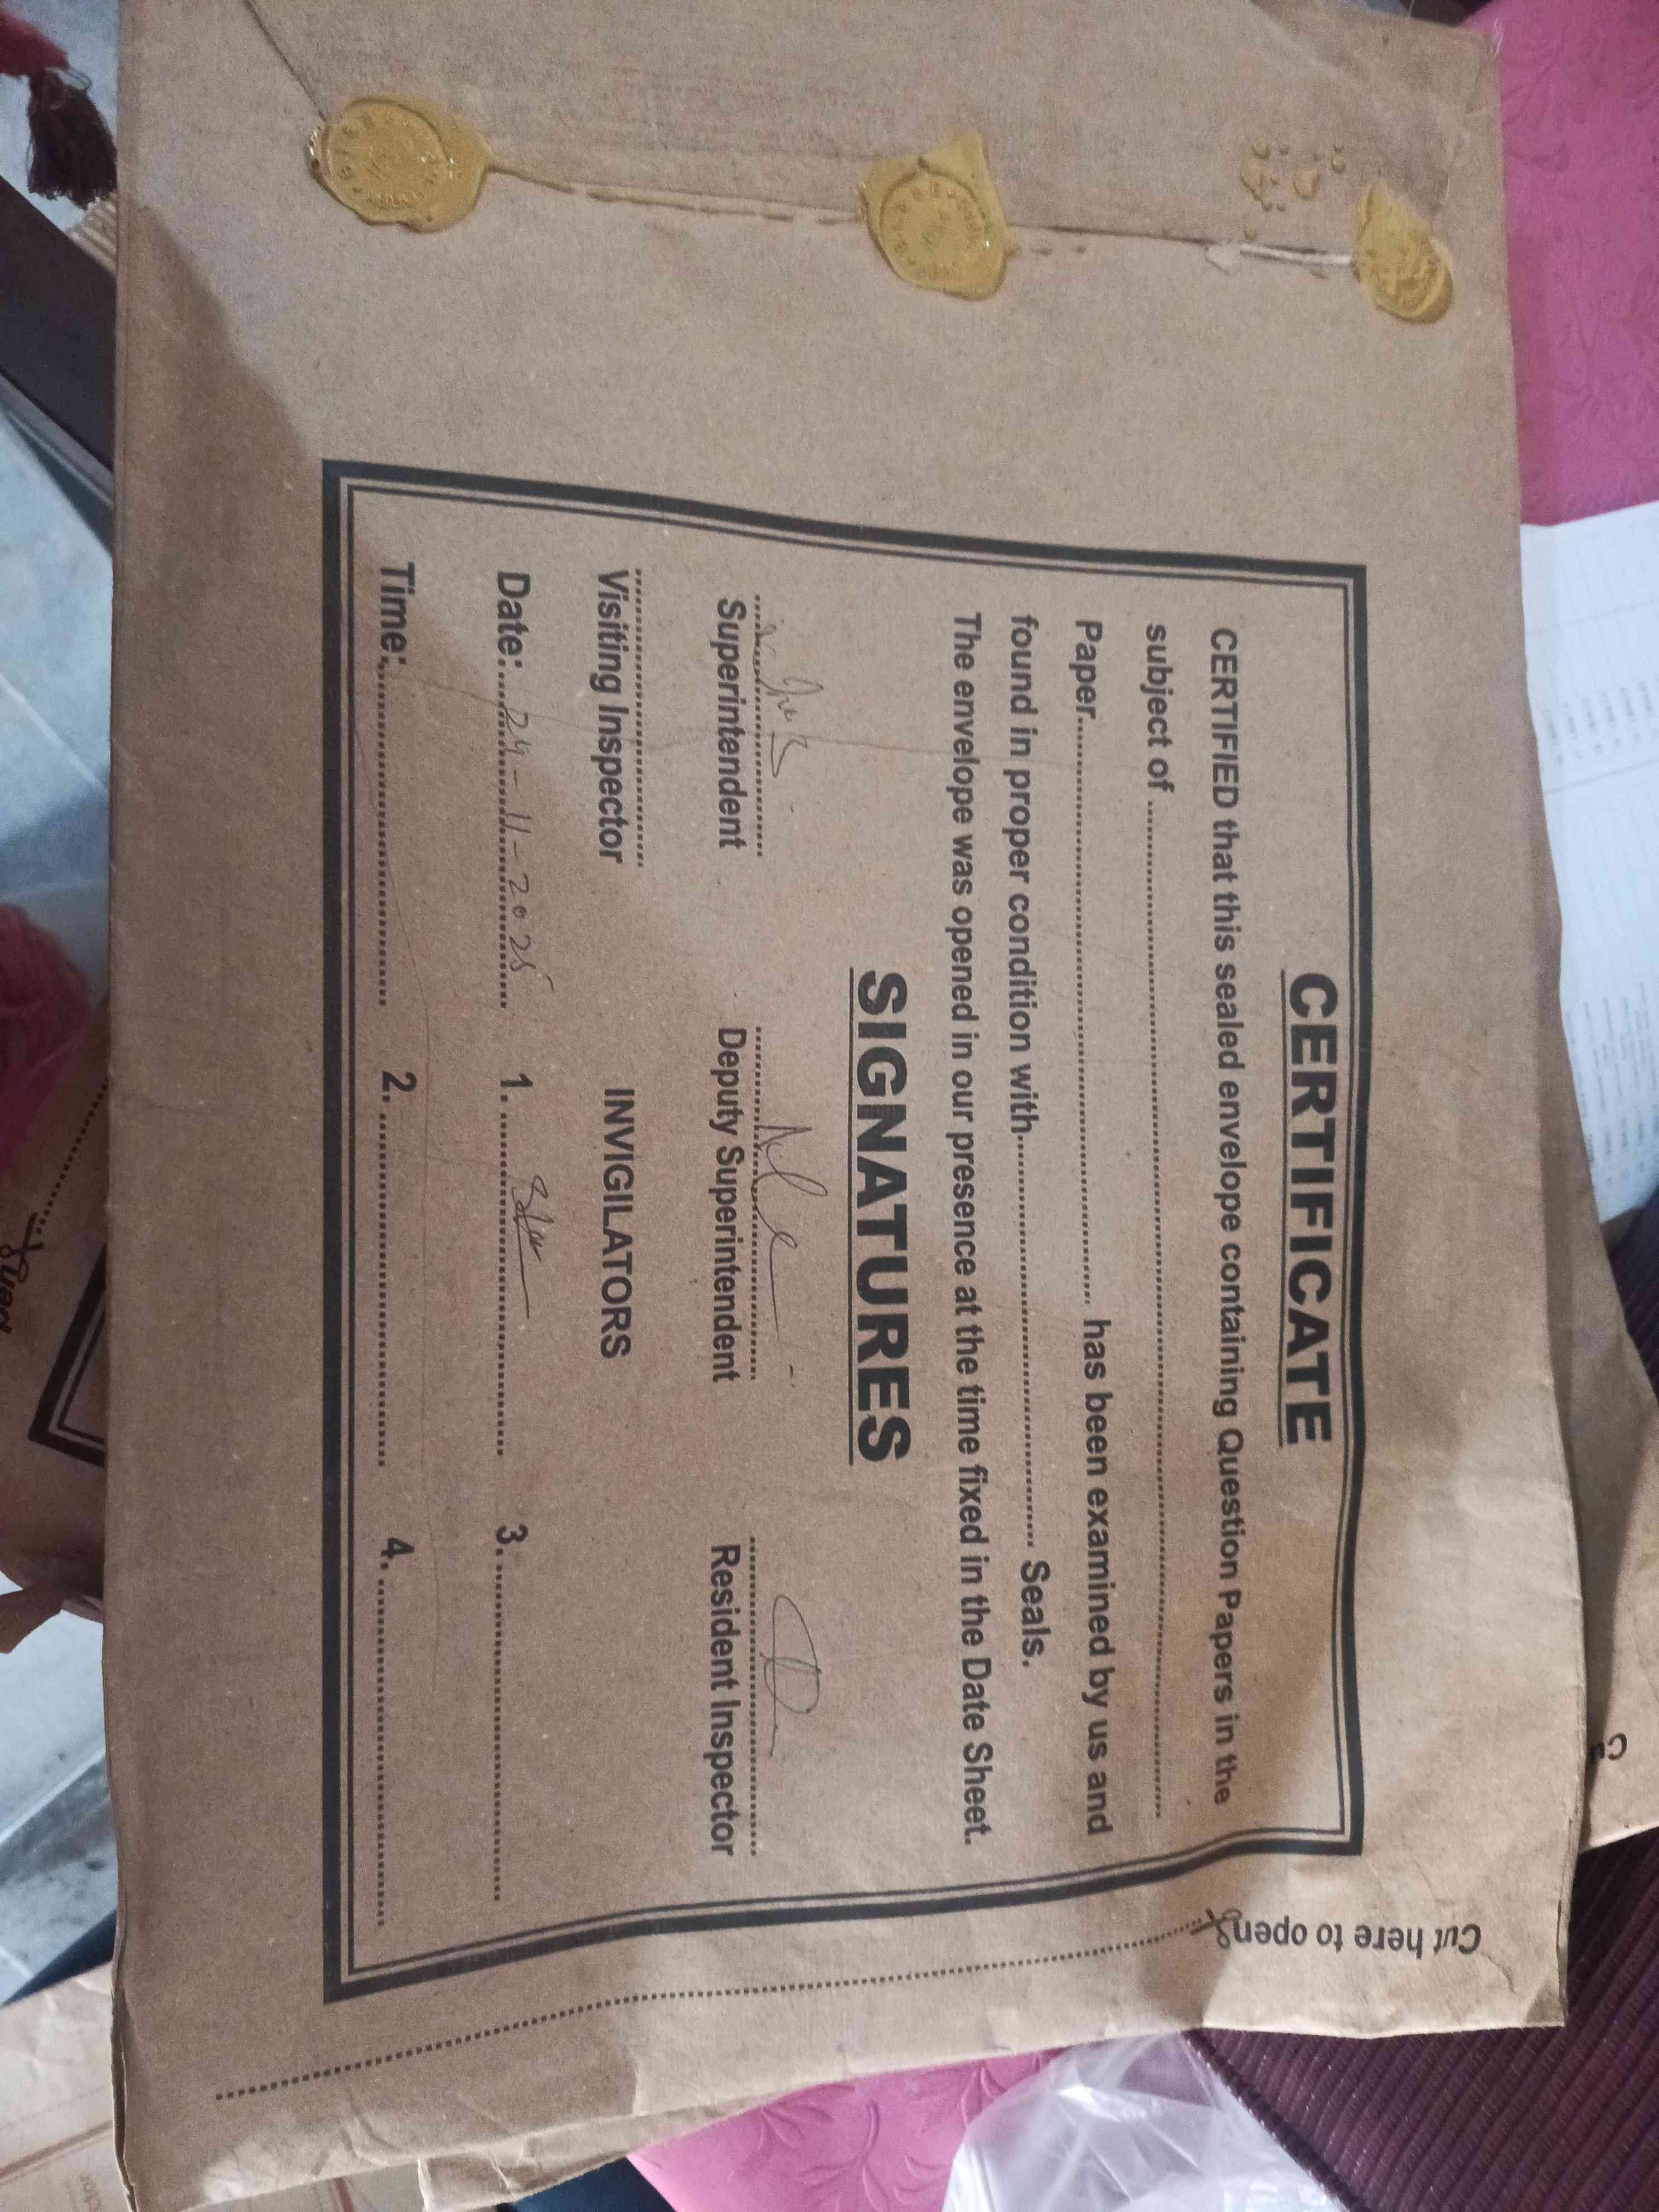 CERTIFICATE
CERTIFIED that this sealed envelope containing Question Papers in the
subject of ........................................
Paper........................................ has been examined by us and
found in proper condition with........................................ Seals.
The envelope was opened in our presence at the time fixed in the Date Sheet.
SIGNATURES
Superintendent Deputy Superintendent Resident Inspector
Visiting Inspector INVIGILATORS
Date: 24-11-2025 1. ........................................ 3. ........................................
Time:........................................ 2. ........................................ 4. ........................................
Cut here to open